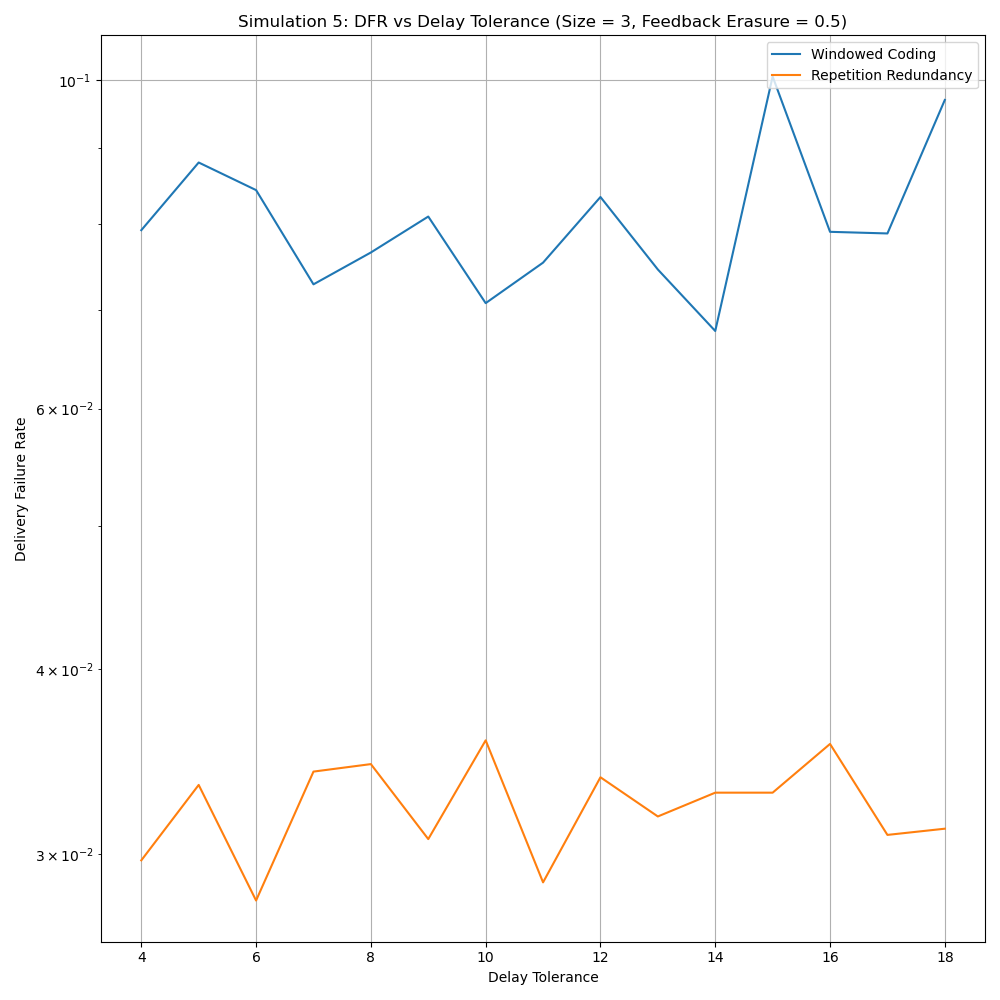 Simulation 5: DFR vs Delay Tolerance (Size = 3, Feedback Erasure = 0.5)
Windowed Coding
Repetition Redundancy
10⁻¹
6 × 10⁻²
4 × 10⁻²
3 × 10⁻²
Delivery Failure Rate
4 6 8 10 12 14 16 18
Delay Tolerance